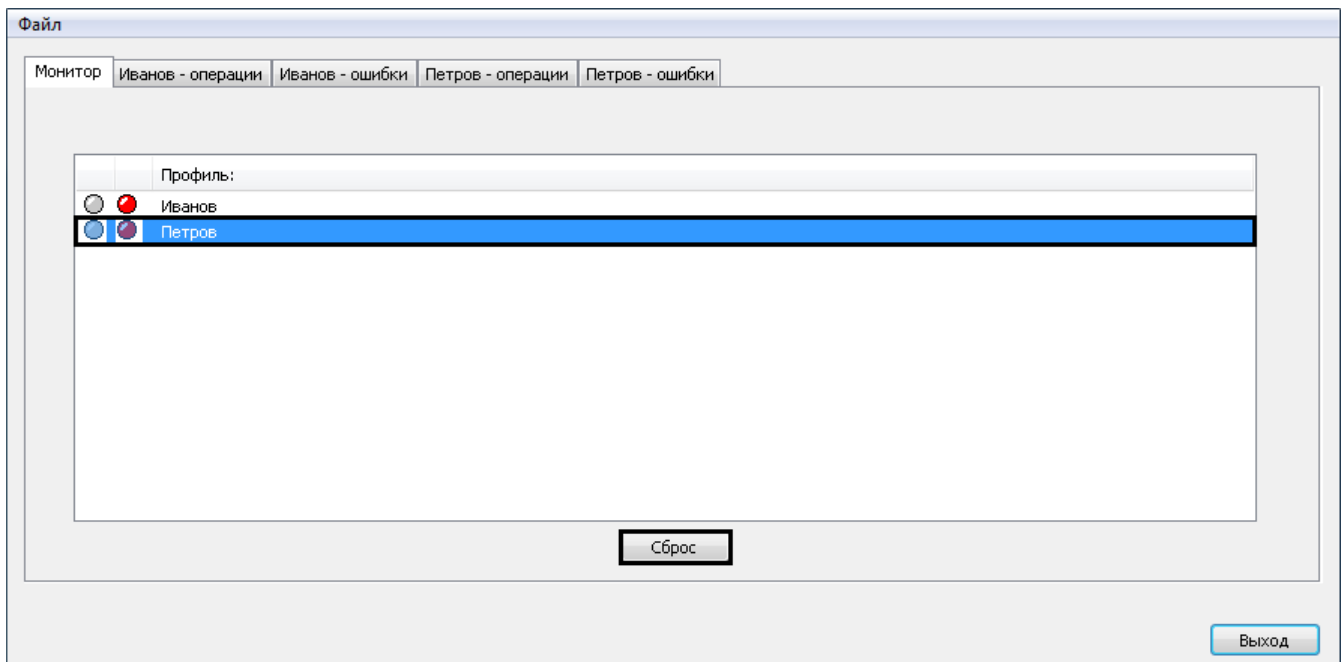 Файл
Монитор Иванов - операции Иванов - ошибки Петров - операции Петров - ошибки
Профиль:
Иванов
Петров
Сброс
Выход